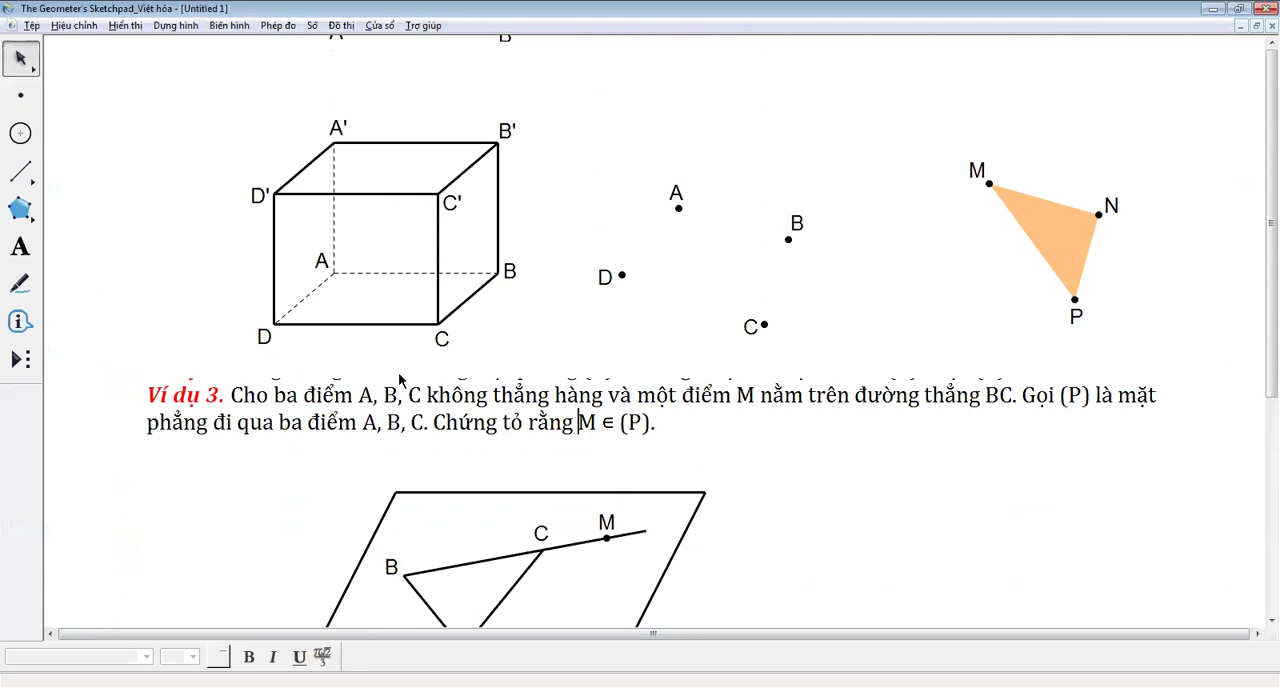 The Geometer's Sketchpad_Việt hóa - [Untitled 1]
Tệp Hiệu chỉnh Hiển thị Dựng hình Biến hình Phép đo Số Đồ thị Cửa sổ Trợ giúp
A' B'
D' C'
A B
D C
A
B
D
C
M
N
P
Ví dụ 3. Cho ba điểm A, B, C không thẳng hàng và một điểm M nằm trên đường thẳng BC. Gọi (P) là mặt
phẳng đi qua ba điểm A, B, C. Chứng tỏ rằng M ∈ (P).
M
C
B
A
B I U